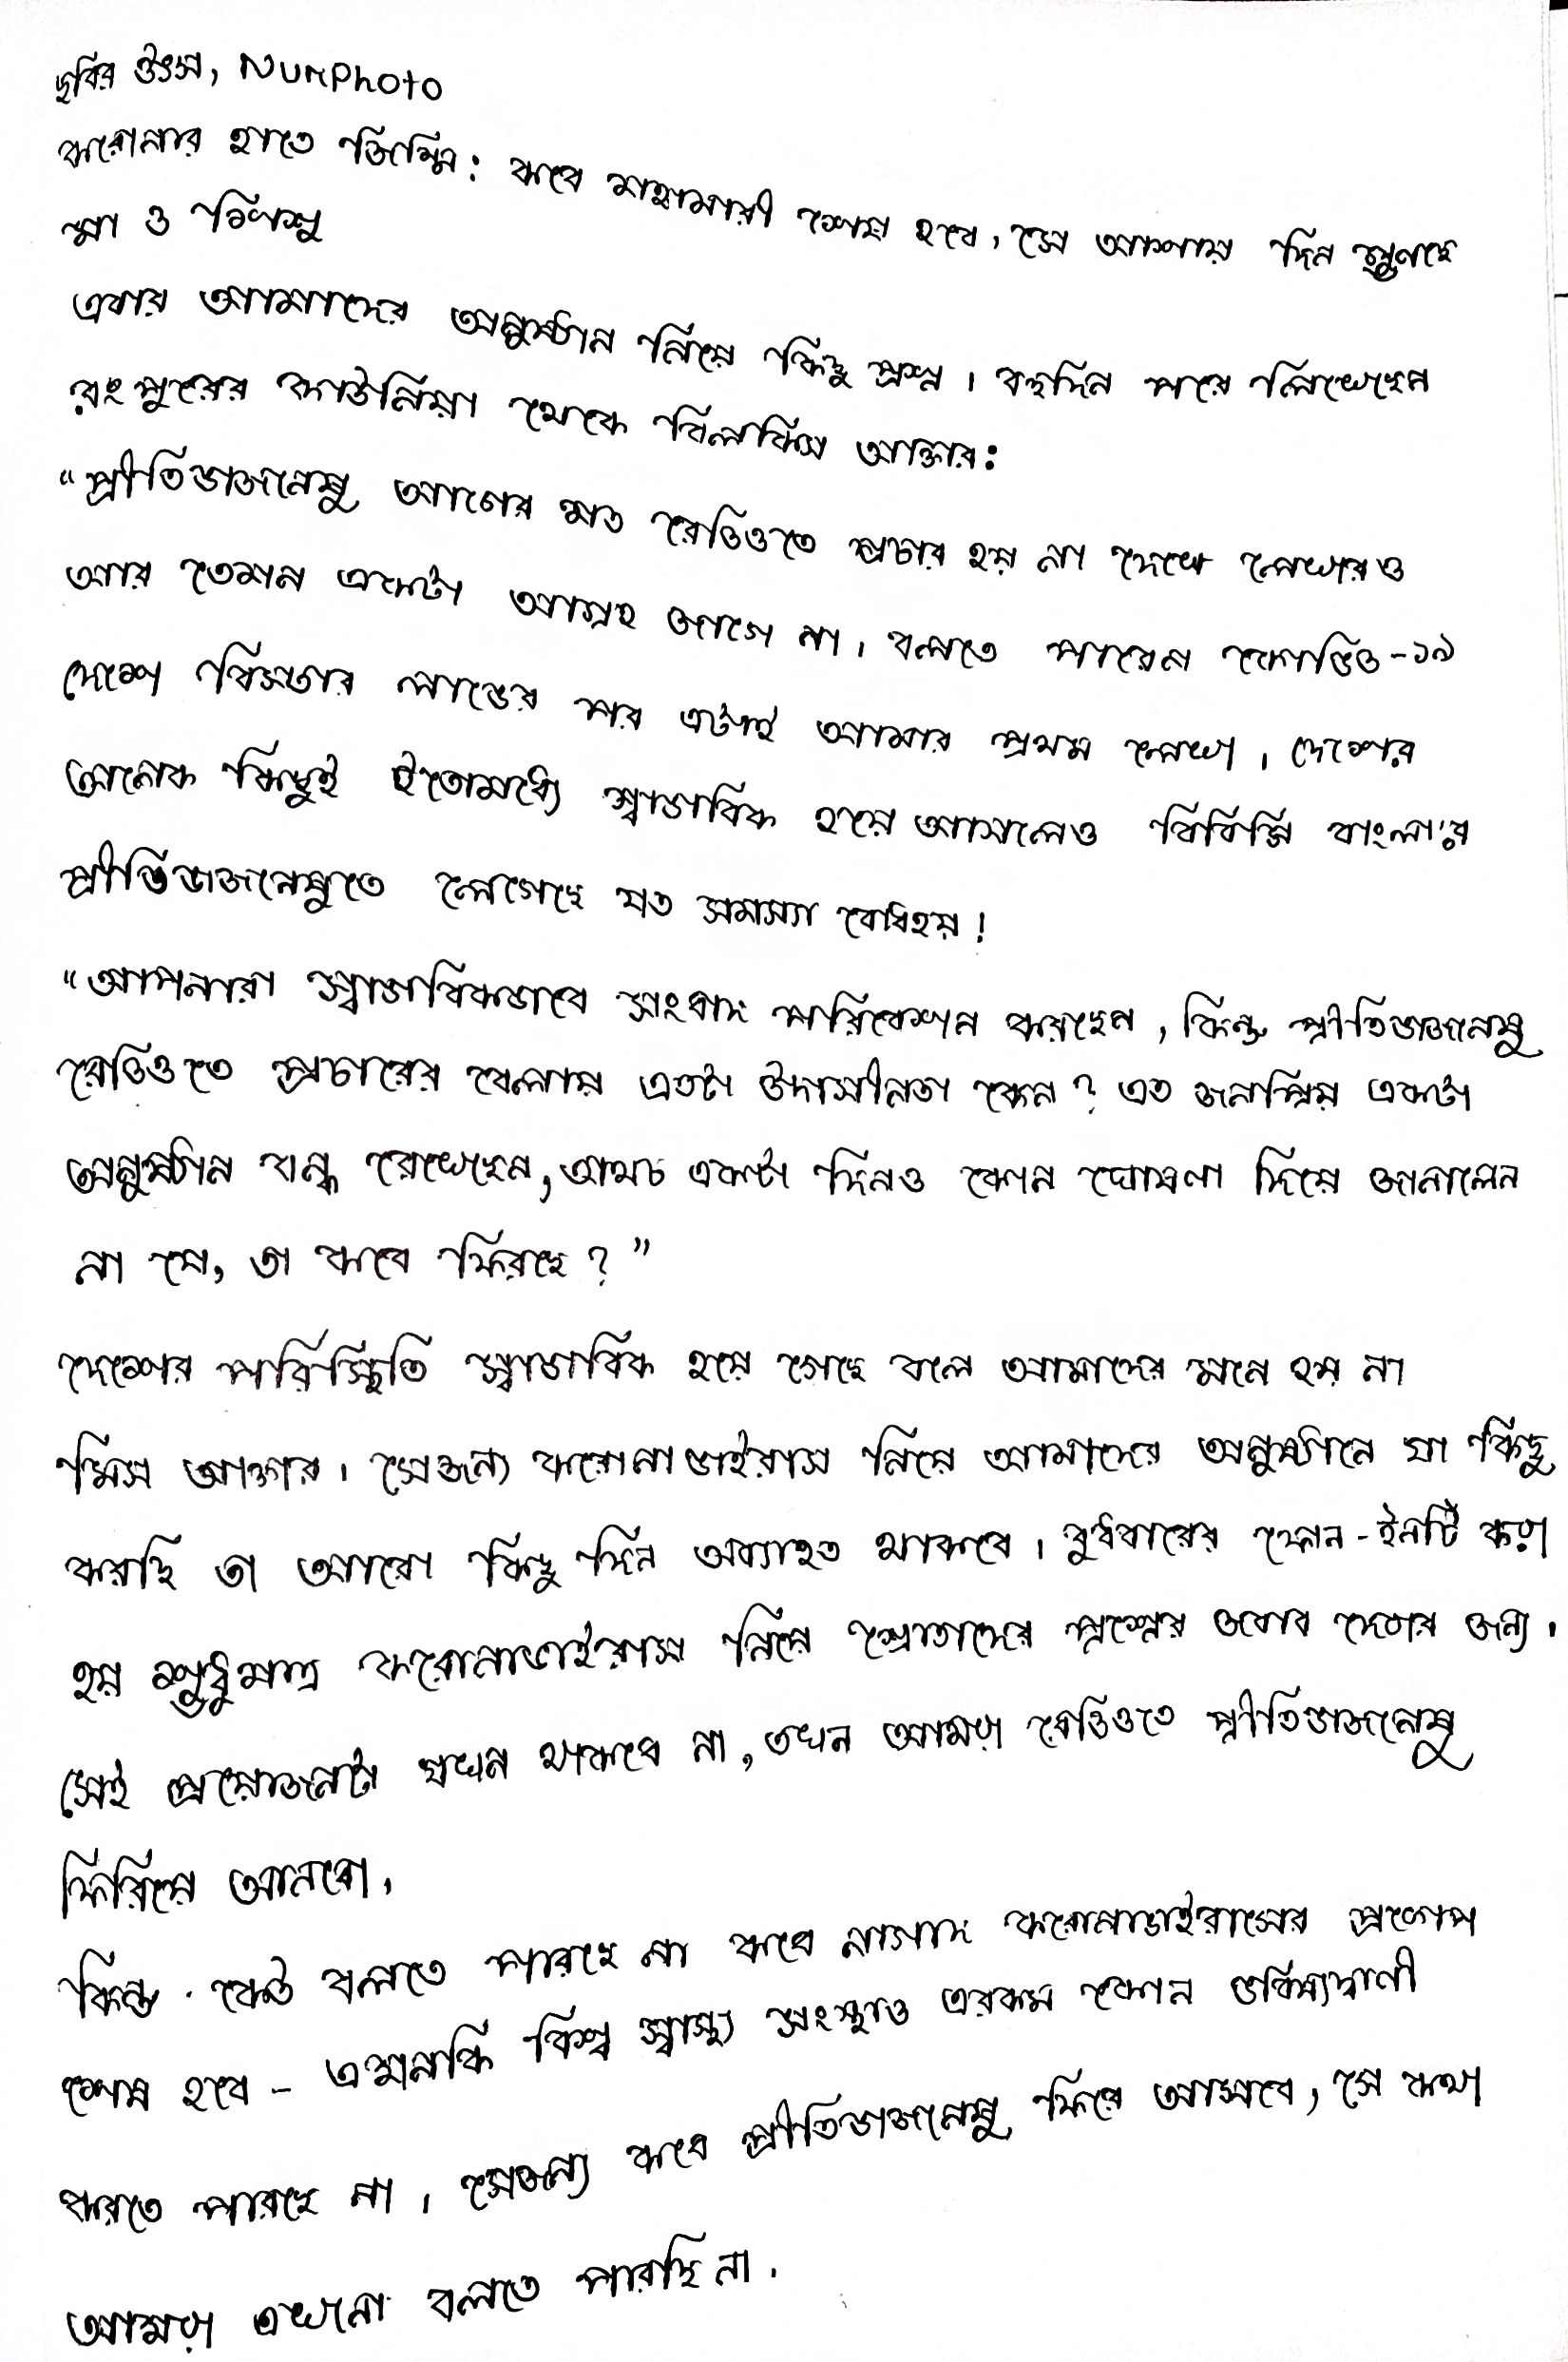 ছবির উৎস, NurPhoto
করোনার হাতে জিম্মি: কবে মাহামারী শেষ হবে, সে আশায় দিন গুণছে
মা ও শিশু
এবার আমাদের অনুষ্ঠান নিয়ে কিছু প্রশ্ন। বহুদিন পরে লিখেছেন
রংপুরের কাউনিয়া থেকে বিলকিস আক্তার:
"প্রীতিভাজনেষু আগের মত রেডিওতে প্রচার হয় না দেখে লেখারও
আর তেমন একটা আগ্রহ জাগে না। বলতে পারেন কোভিড-১৯
দেশে বিস্তার লাভের পর এটাই আমার প্রথম লেখা। দেশের
অনেক কিছুই ইতোমধ্যে স্বাভাবিক হয়ে আসলেও বিবিসি বাংলা'র
প্রীতিভাজনেষুতে লেগেছে যত সমস্যা বোধহয়!
"আপনারা স্বাভাবিকভাবে সংবাদ পরিবেশন করছেন, কিন্তু প্রীতিভাজনেষু
রেডিওতে প্রচারের বেলায় এতটা উদাসীনতা কেন? এত জনপ্রিয় একটা
অনুষ্ঠান বন্ধ রেখেছেন, অথচ একটা দিনও কোন ঘোষণা দিয়ে জানালেন
না যে, তা কবে ফিরছে?"
দেশের পরিস্থিতি স্বাভাবিক হয়ে গেছে বলে আমাদের মনে হয় না
মিস আক্তার। সেজন্য করোনাভাইরাস নিয়ে আমাদের অনুষ্ঠানে যা কিছু
করছি তা আরো কিছু দিন অব্যাহত থাকবে। বুধবারের ফোন-ইনটি করা
হয় শুধুমাত্র করোনাভাইরাস নিয়ে শ্রোতাদের প্রশ্নের জবাব দেবার জন্য।
সেই প্রয়োজনটা যখন থাকবে না, তখন আমরা রেডিওতে প্রীতিভাজনেষু
ফিরিয়ে আনবো।
কিন্তু কেউ বলতে পারছে না কবে নাগাদ করোনাভাইরাসের প্রকোপ
শেষ হবে - এমনকি বিশ্ব স্বাস্থ্য সংস্থাও এরকম কোন ভবিষ্যদ্বাণী
করতে পারছে না। সেজন্য কবে প্রীতিভাজনেষু ফিরে আসবে, সে কথা
আমরা এখনো বলতে পারছি না।